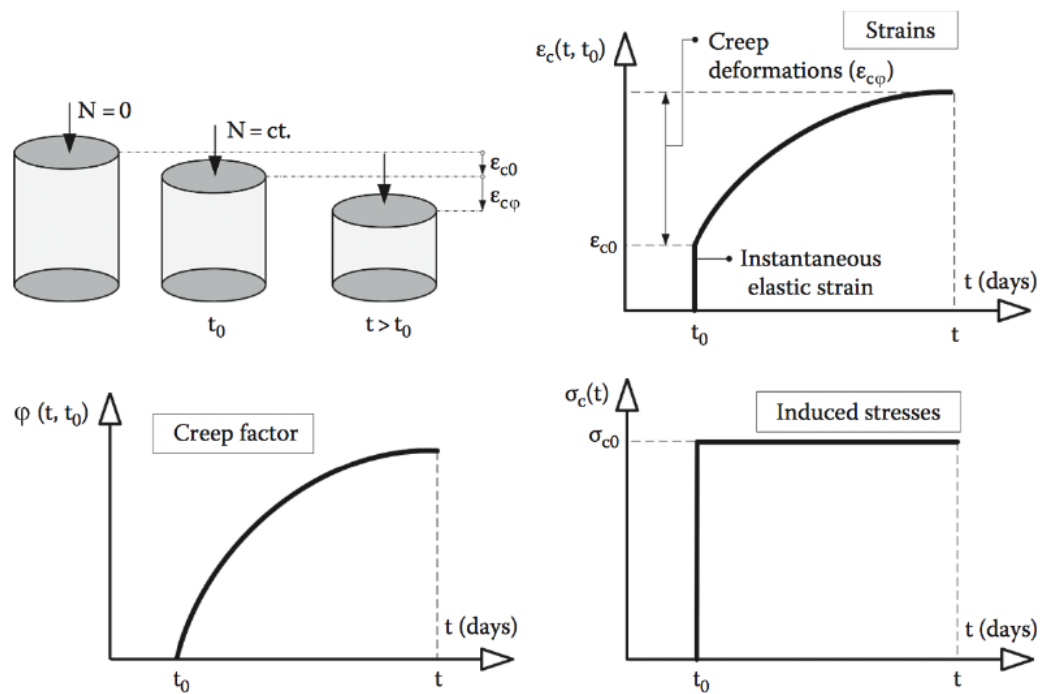 N = 0
N = ct.
ε_c0
ε_cφ
t_0
t > t_0
Strains
ε_c(t, t_0)
Creep
deformations (ε_cφ)
ε_c0
Instantaneous
elastic strain
t (days)
t_0
t
φ (t, t_0)
Creep factor
t (days)
t_0
t
σ_c(t)
Induced stresses
σ_c0
t (days)
t_0
t